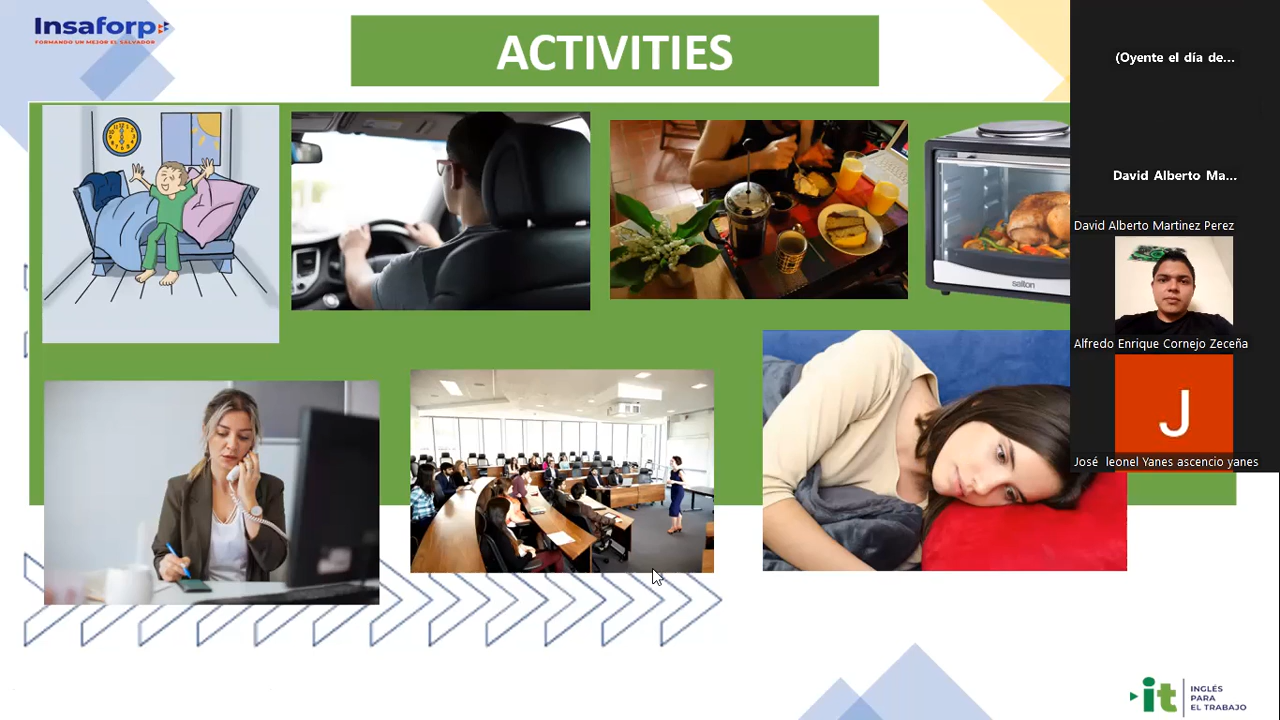 Insaforp
FORMANDO UN MEJOR EL SALVADOR
ACTIVITIES
salton
(Oyente el día de...
David Alberto Ma...
David Alberto Martinez Perez
Alfredo Enrique Cornejo Zeceña
J
José leonel Yanes ascencio yanes
it
INGLÉS
PARA
EL TRABAJO